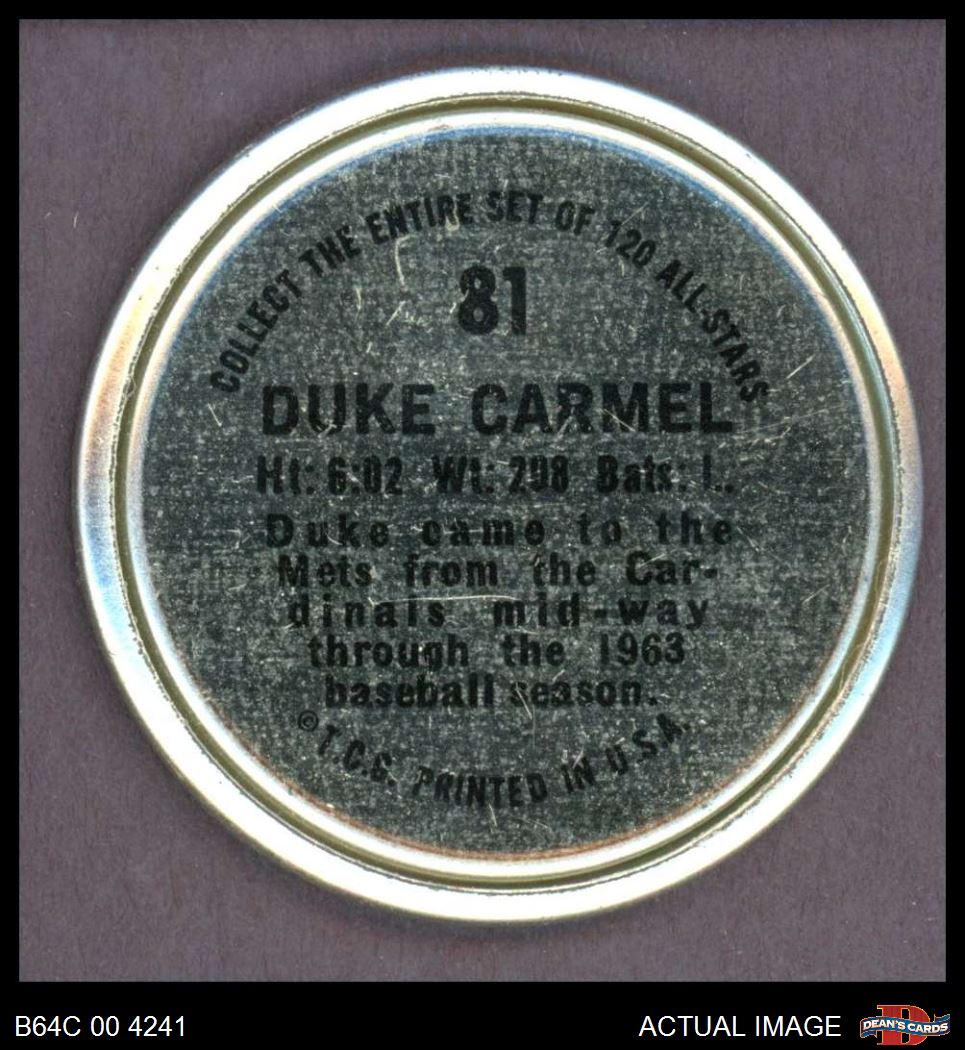 COLLECT THE ENTIRE SET OF 120 ALL-STARS
81
DUKE CARMEL
Ht: 6:02 Wt: 208 Bats: L.
Duke came to the
Mets from the Car-
dinals mid-way
through the 1963
baseball season.
© T.C.G. PRINTED IN U.S.A.
B64C 00 4241
ACTUAL IMAGE
DEAN'S CARDS